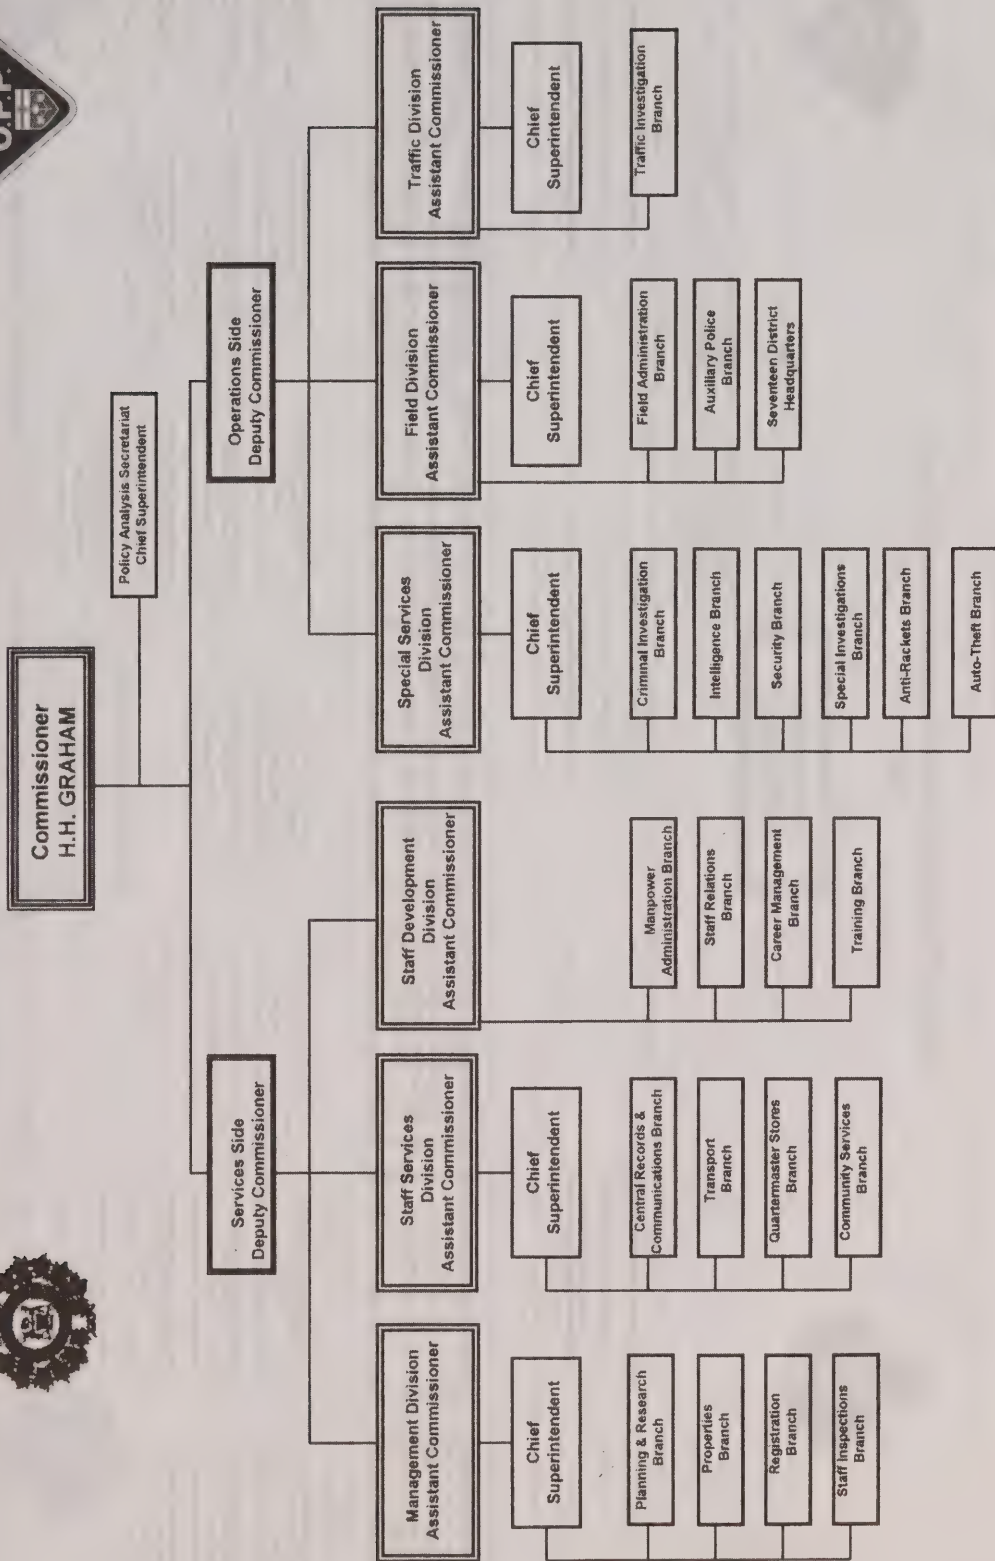 O.P.P.
Commissioner
H.H. GRAHAM
Policy Analysis Secretariat
Chief Superintendent
Services Side
Deputy Commissioner
Operations Side
Deputy Commissioner
Management Division
Assistant Commissioner
Chief
Superintendent
Planning & Research
Branch
Properties
Branch
Registration
Branch
Staff Inspections
Branch
Staff Services
Division
Assistant Commissioner
Chief
Superintendent
Central Records &
Communications Branch
Transport
Branch
Quartermaster Stores
Branch
Community Services
Branch
Staff Development
Division
Assistant Commissioner
Manpower
Administration Branch
Staff Relations
Branch
Career Management
Branch
Training Branch
Special Services
Division
Assistant Commissioner
Chief
Superintendent
Criminal Investigation
Branch
Intelligence Branch
Security Branch
Special Investigations
Branch
Anti-Rackets Branch
Auto-Theft Branch
Field Division
Assistant Commissioner
Chief
Superintendent
Field Administration
Branch
Auxiliary Police
Branch
Seventeen District
Headquarters
Traffic Division
Assistant Commissioner
Chief
Superintendent
Traffic Investigation
Branch